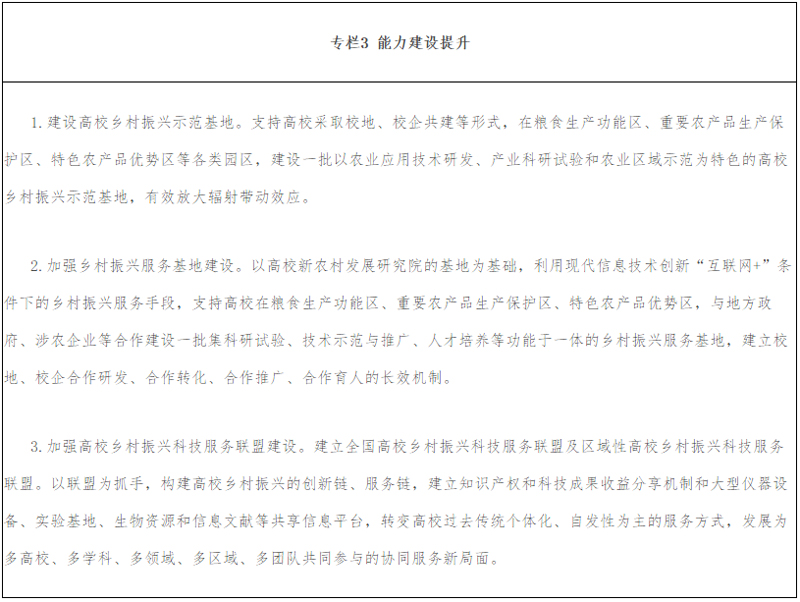 专栏3 能力建设提升
1.建设高校乡村振兴示范基地。支持高校采取校地、校企共建等形式，在粮食生产功能区、重要农产品生产保
护区、特色农产品优势区等各类园区，建设一批以农业应用技术研发、产业科研试验和农业区域示范为特色的高校
乡村振兴示范基地，有效放大辐射带动效应。
2.加强乡村振兴服务基地建设。以高校新农村发展研究院的基地为基础，利用现代信息技术创新“互联网+”条
件下的乡村振兴服务手段，支持高校在粮食生产功能区、重要农产品生产保护区、特色农产品优势区，与地方政
府、涉农企业等合作建设一批集科研试验、技术示范与推广、人才培养等功能于一体的乡村振兴服务基地，建立校
地、校企合作研发、合作转化、合作推广、合作育人的长效机制。
3.加强高校乡村振兴科技服务联盟建设。建立全国高校乡村振兴科技服务联盟及区域性高校乡村振兴科技服务
联盟。以联盟为抓手，构建高校乡村振兴的创新链、服务链，建立知识产权和科技成果收益分享机制和大型仪器设
备、实验基地、生物资源和信息文献等共享信息平台，转变高校过去传统个体化、自发性为主的服务方式，发展为
多高校、多学科、多领域、多区域、多团队共同参与的协同服务新局面。